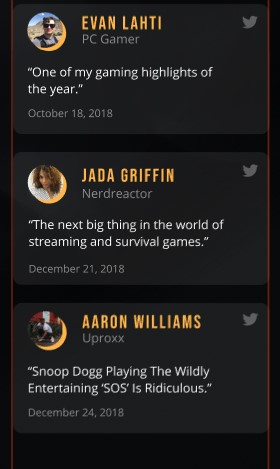 EVAN LAHTI
PC Gamer
“One of my gaming highlights of
the year.”
October 18, 2018
JADA GRIFFIN
Nerdreactor
“The next big thing in the world of
streaming and survival games.”
December 21, 2018
AARON WILLIAMS
Uproxx
“Snoop Dogg Playing The Wildly
Entertaining ‘SOS’ Is Ridiculous.”
December 24, 2018